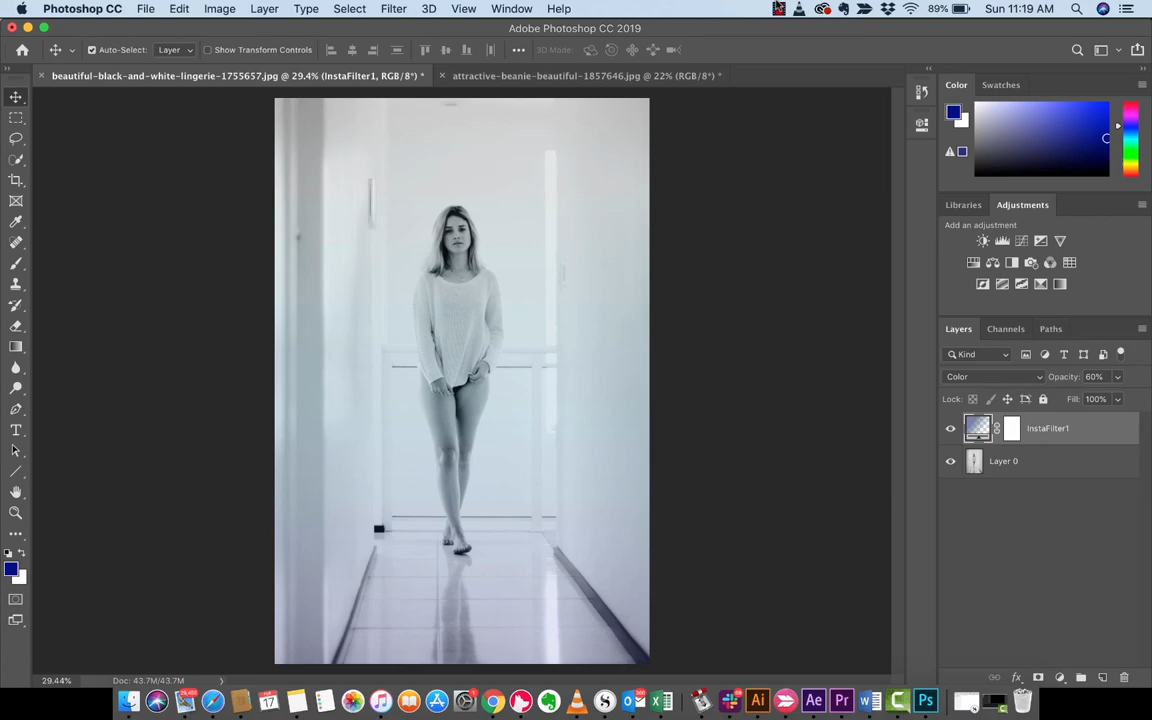 Photoshop CC File Edit Image Layer Type Select Filter 3D View Window Help 89% Sun 11:19 AM
Adobe Photoshop CC 2019
Auto-Select: Layer Show Transform Controls 3D Mode:
beautiful-black-and-white-lingerie-1755657.jpg @ 29.4% (InstaFilter1, RGB/8*) * attractive-beanie-beautiful-1857646.jpg @ 22% (RGB/8*) *
Color Swatches
Libraries Adjustments
Add an adjustment
Layers Channels Paths
Kind
Color Opacity: 60%
Lock: Fill: 100%
InstaFilter1
Layer 0
29.44% Doc: 43.7M/43.7M